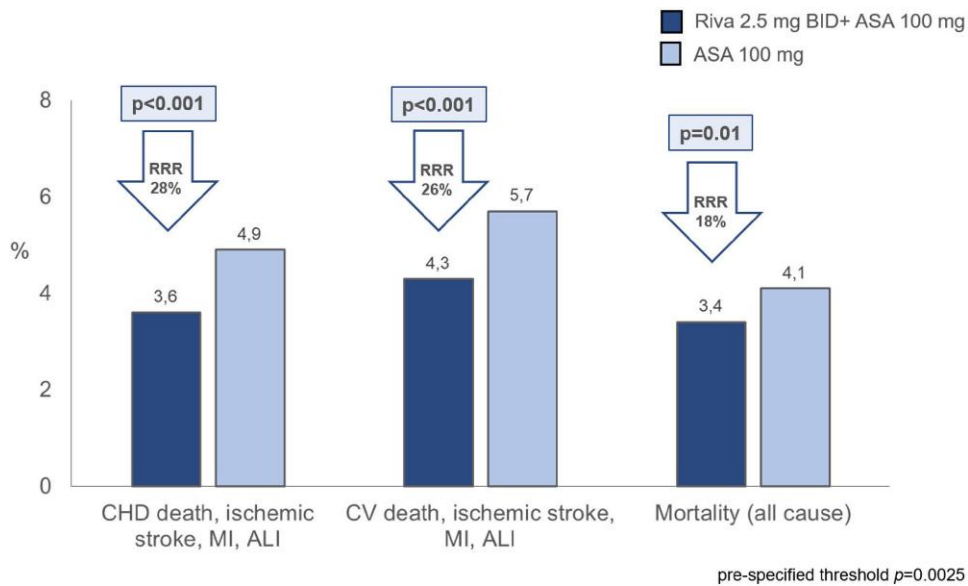 Riva 2.5 mg BID+ ASA 100 mg
ASA 100 mg
p<0.001
p<0.001
p=0.01
RRR
28%
RRR
26%
RRR
18%
%
8
6
4
2
0
3,6
4,9
4,3
5,7
3,4
4,1
CHD death, ischemic
stroke, MI, ALI
CV death, ischemic stroke,
MI, ALI
Mortality (all cause)
pre-specified threshold p=0.0025